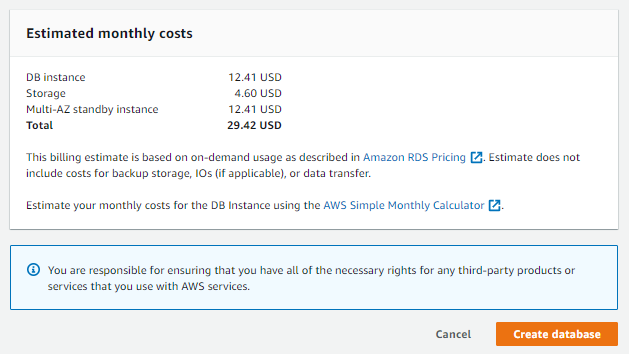 Estimated monthly costs
DB instance 12.41 USD
Storage 4.60 USD
Multi-AZ standby instance 12.41 USD
Total 29.42 USD
This billing estimate is based on on-demand usage as described in Amazon RDS Pricing. Estimate does not
include costs for backup storage, IOs (if applicable), or data transfer.
Estimate your monthly costs for the DB Instance using the AWS Simple Monthly Calculator.
You are responsible for ensuring that you have all of the necessary rights for any third-party products or
services that you use with AWS services.
Cancel Create database